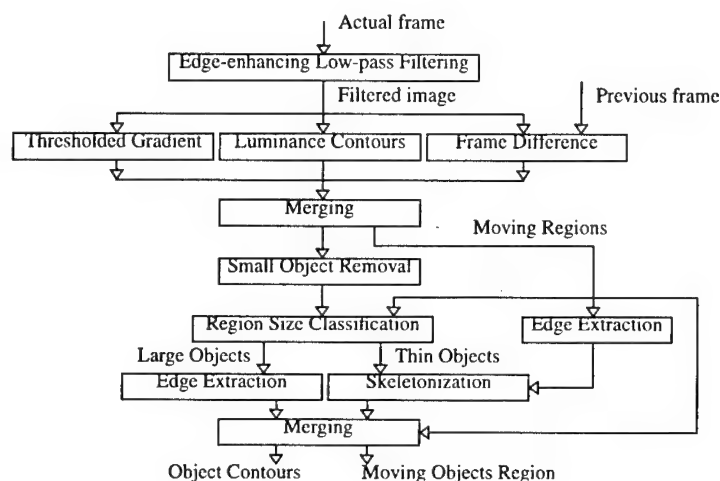 Actual frame
Edge-enhancing Low-pass Filtering
Filtered image
Previous frame
Thresholded Gradient
Luminance Contours
Frame Difference
Merging
Moving Regions
Small Object Removal
Region Size Classification
Edge Extraction
Large Objects
Thin Objects
Edge Extraction
Skeletonization
Merging
Object Contours
Moving Objects Region